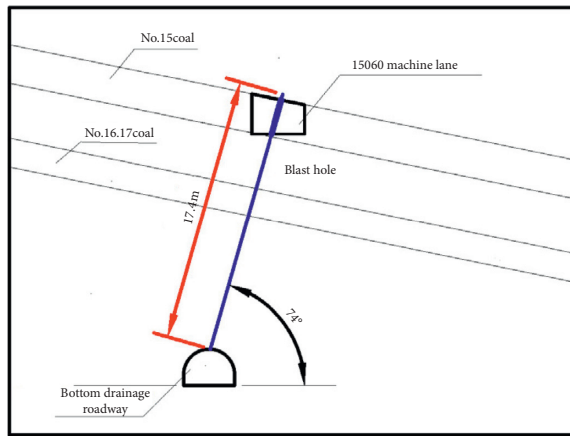 No.15coal
15060 machine lane
No.16.17coal
Blast hole
17.4m
74°
Bottom drainage
roadway